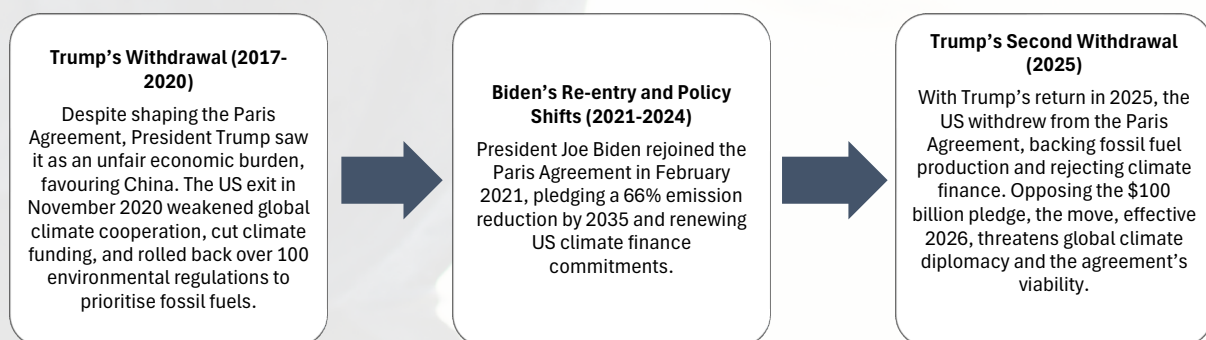 Trump’s Withdrawal (2017-
2020)
Despite shaping the Paris
Agreement, President Trump saw
it as an unfair economic burden,
favouring China. The US exit in
November 2020 weakened global
climate cooperation, cut climate
funding, and rolled back over 100
environmental regulations to
prioritise fossil fuels.
Biden’s Re-entry and Policy
Shifts (2021-2024)
President Joe Biden rejoined the
Paris Agreement in February
2021, pledging a 66% emission
reduction by 2035 and renewing
US climate finance
commitments.
Trump’s Second Withdrawal
(2025)
With Trump’s return in 2025, the
US withdrew from the Paris
Agreement, backing fossil fuel
production and rejecting climate
finance. Opposing the $100
billion pledge, the move, effective
2026, threatens global climate
diplomacy and the agreement’s
viability.